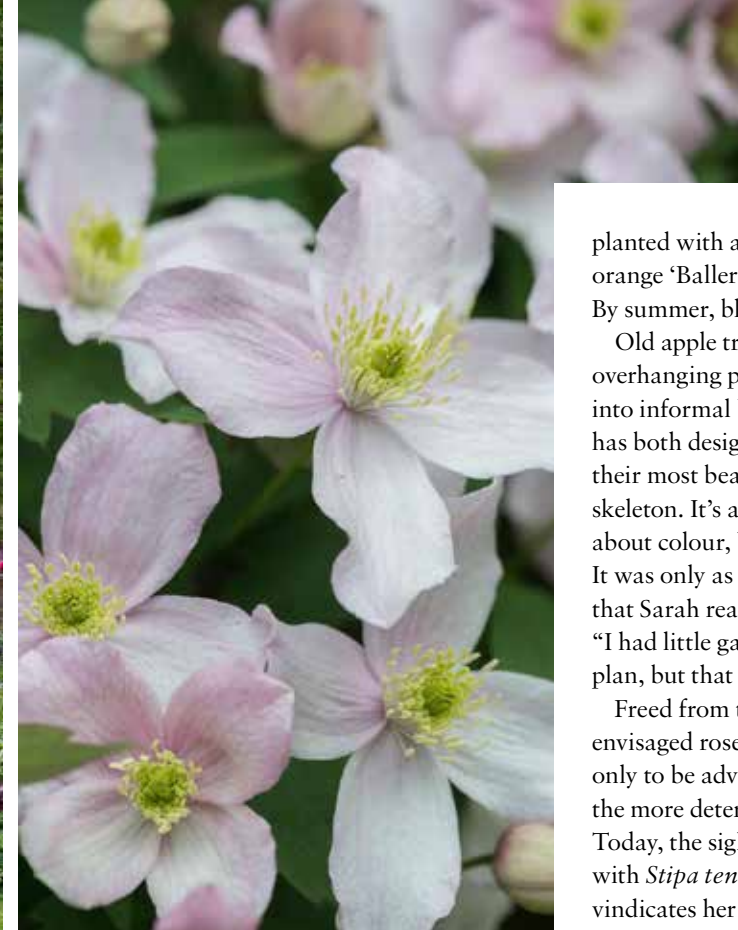 planted with a
orange ‘Baller
By summer, bl
Old apple tr
overhanging p
into informal
has both desig
their most bea
skeleton. It’s a
about colour,
It was only as
that Sarah rea
“I had little ga
plan, but that
Freed from t
envisaged rose
only to be adv
the more deter
Today, the sig
with Stipa ten
vindicates her